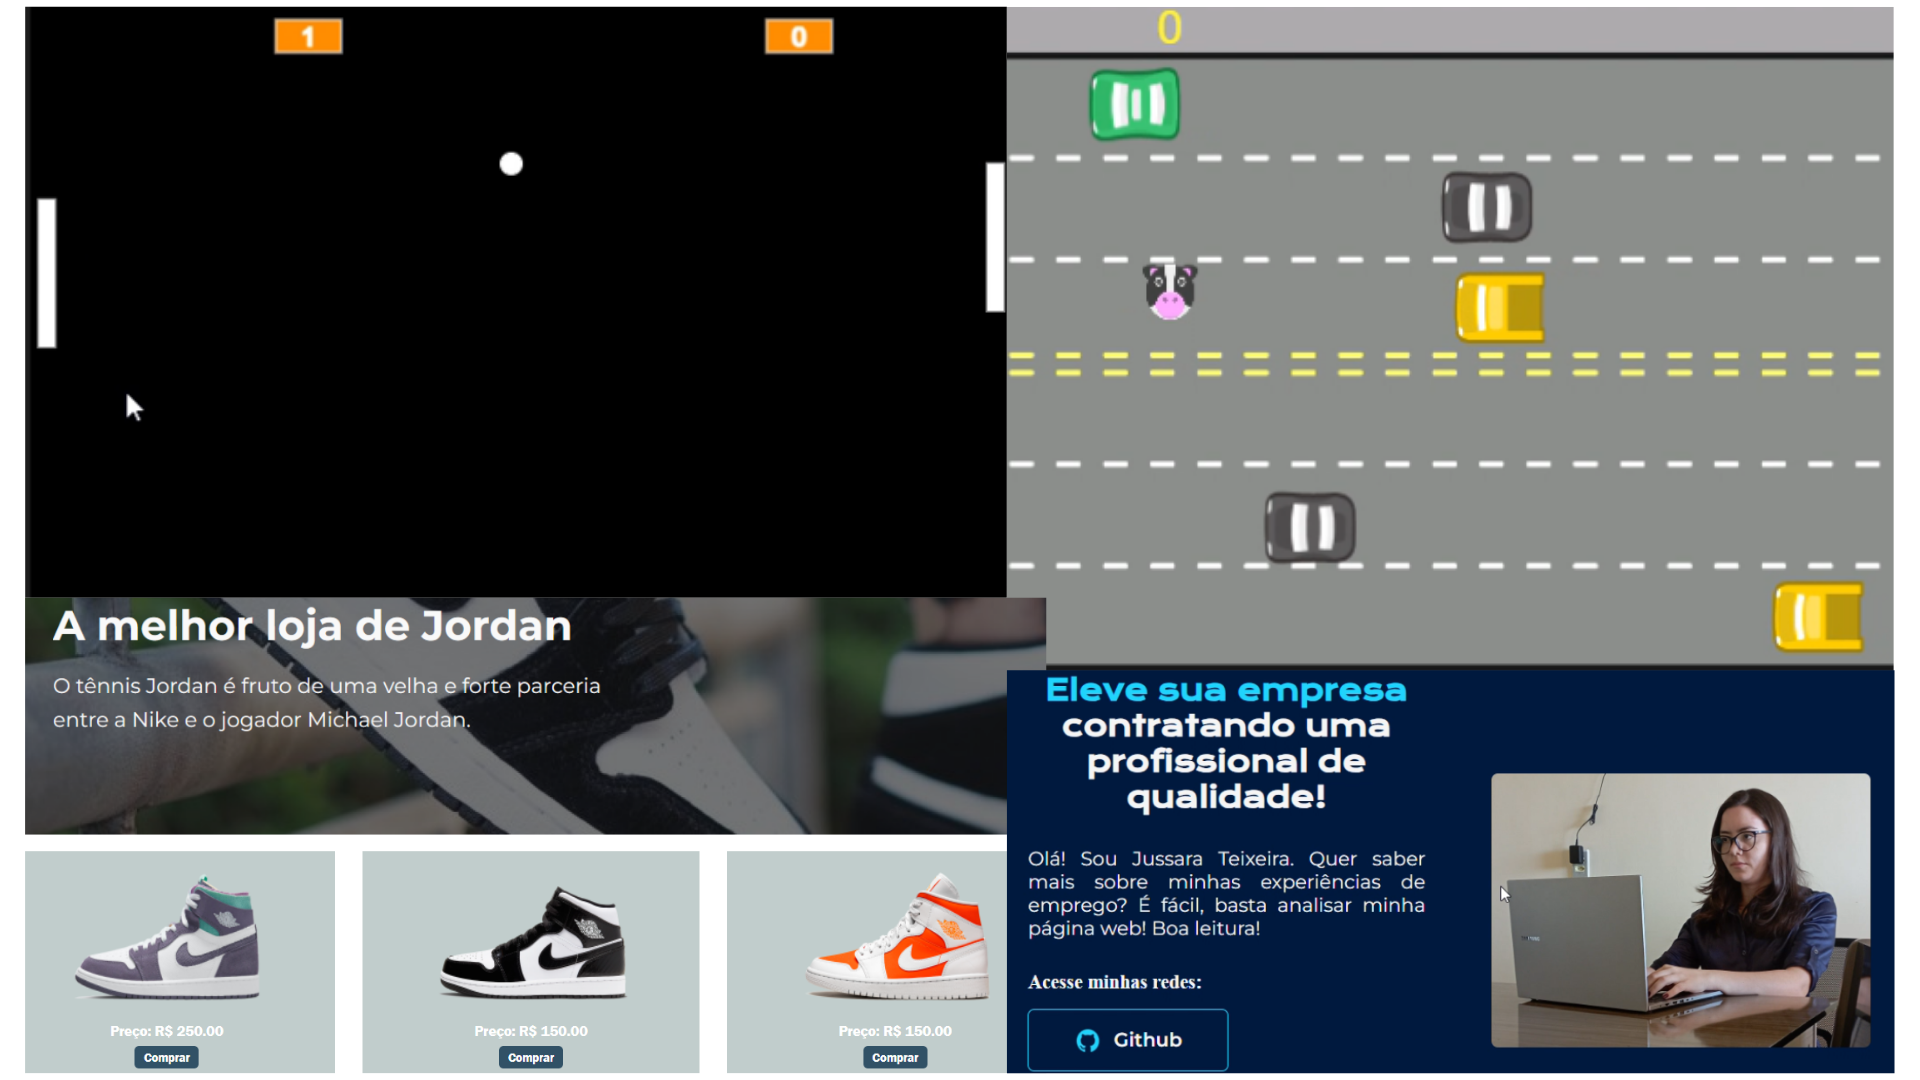 1
0
0
A melhor loja de Jordan
O tênnis Jordan é fruto de uma velha e forte parceria
entre a Nike e o jogador Michael Jordan.
Preço: R$ 250.00
Comprar
Preço: R$ 150.00
Comprar
Preço: R$ 150.00
Comprar
Eleve sua empresa
contratando uma
profissional de
qualidade!
Olá! Sou Jussara Teixeira. Quer saber
mais sobre minhas experiências de
emprego? É fácil, basta analisar minha
página web! Boa leitura!
Acesse minhas redes:
Github